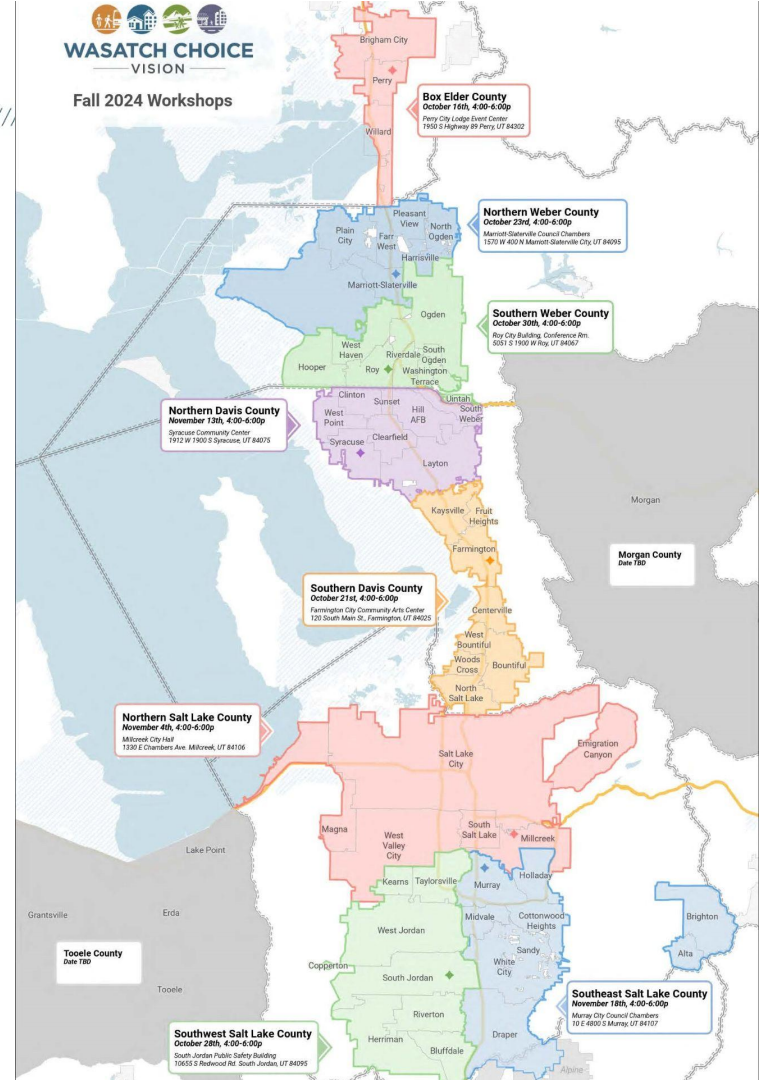 WASATCH CHOICE
VISION
Fall 2024 Workshops
Brigham City
Perry
Willard
Box Elder County
October 16th, 4:00-6:00p
Perry City Lodge Event Center
1950 S Highway 89 Perry, UT 84302
Pleasant
View
Plain
City
Farr
West
North
Ogden
Harrisville
Marriott-Slaterville
Northern Weber County
October 23rd, 4:00-6:00p
Marriott-Slaterville Council Chambers
1570 W 400 N Marriott-Slaterville City, UT 84095
Ogden
West
Haven
Riverdale
South
Ogden
Hooper
Roy
Washington
Terrace
Uintah
Southern Weber County
October 30th, 4:00-6:00p
Roy City Building, Conference Rm.
5051 S 1900 W Roy, UT 84067
Clinton
Sunset
West
Point
Hill
AFB
South
Weber
Syracuse
Clearfield
Layton
Northern Davis County
November 13th, 4:00-6:00p
Syracuse Community Center
1912 W 1900 S Syracuse, UT 84075
Kaysville
Fruit
Heights
Farmington
Morgan
Morgan County
Date TBD
Southern Davis County
October 21st, 4:00-6:00p
Farmington City Community Arts Center
120 South Main St., Farmington, UT 84025
Centerville
West
Bountiful
Woods
Cross
Bountiful
North
Salt Lake
Northern Salt Lake County
November 4th, 4:00-6:00p
Millcreek City Hall
1330 E Chambers Ave. Millcreek, UT 84106
Salt Lake
City
Emigration
Canyon
Magna
West
Valley
City
South
Salt Lake
Millcreek
Lake Point
Kearns
Taylorsville
Murray
Holladay
Grantsville
Erda
West Jordan
Midvale
Cottonwood
Heights
Brighton
Sandy
White
City
Alta
Tooele County
Date TBD
Copperton
South Jordan
Tooele
Riverton
Herriman
Bluffdale
Draper
Southeast Salt Lake County
November 18th, 4:00-6:00p
Murray City Council Chambers
10 E 4800 S Murray, UT 84107
Southwest Salt Lake County
October 28th, 4:00-6:00p
South Jordan Public Safety Building
10655 S Redwood Rd. South Jordan, UT 84095
Alpine